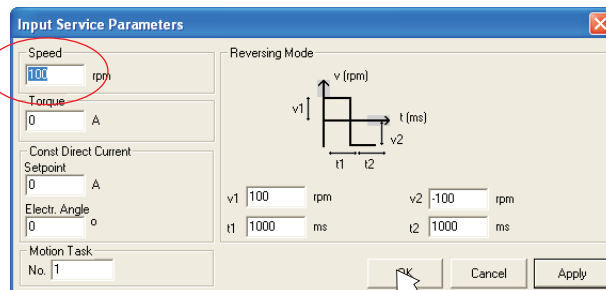 Input Service Parameters
Speed
100 rpm
Torque
0 A
Const Direct Current
Setpoint
0 A
Electr. Angle
0 °
Motion Task
No. 1
Reversing Mode
v (rpm)
v1
t (ms)
v2
t1 t2
v1 100 rpm v2 -100 rpm
t1 1000 ms t2 1000 ms
OK Cancel Apply